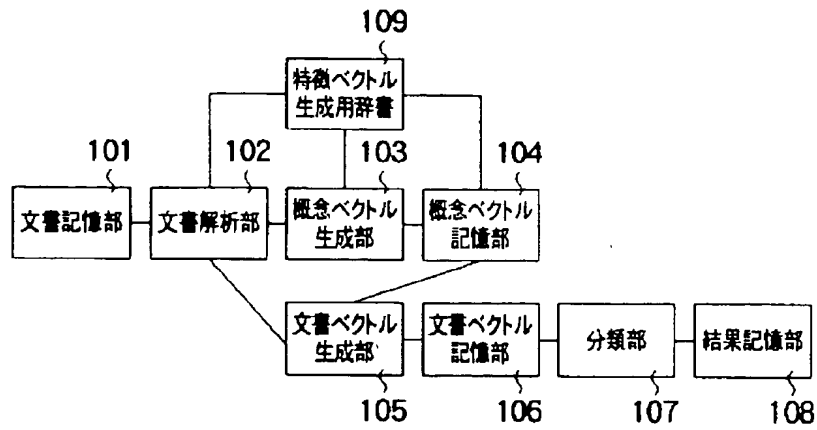 109
特徴ベクトル
生成用辞書
101
102
103
104
文書記憶部
文書解析部
概念ベクトル
生成部
概念ベクトル
記憶部
文書ベクトル
生成部
文書ベクトル
記憶部
分類部
結果記憶部
105
106
107
108